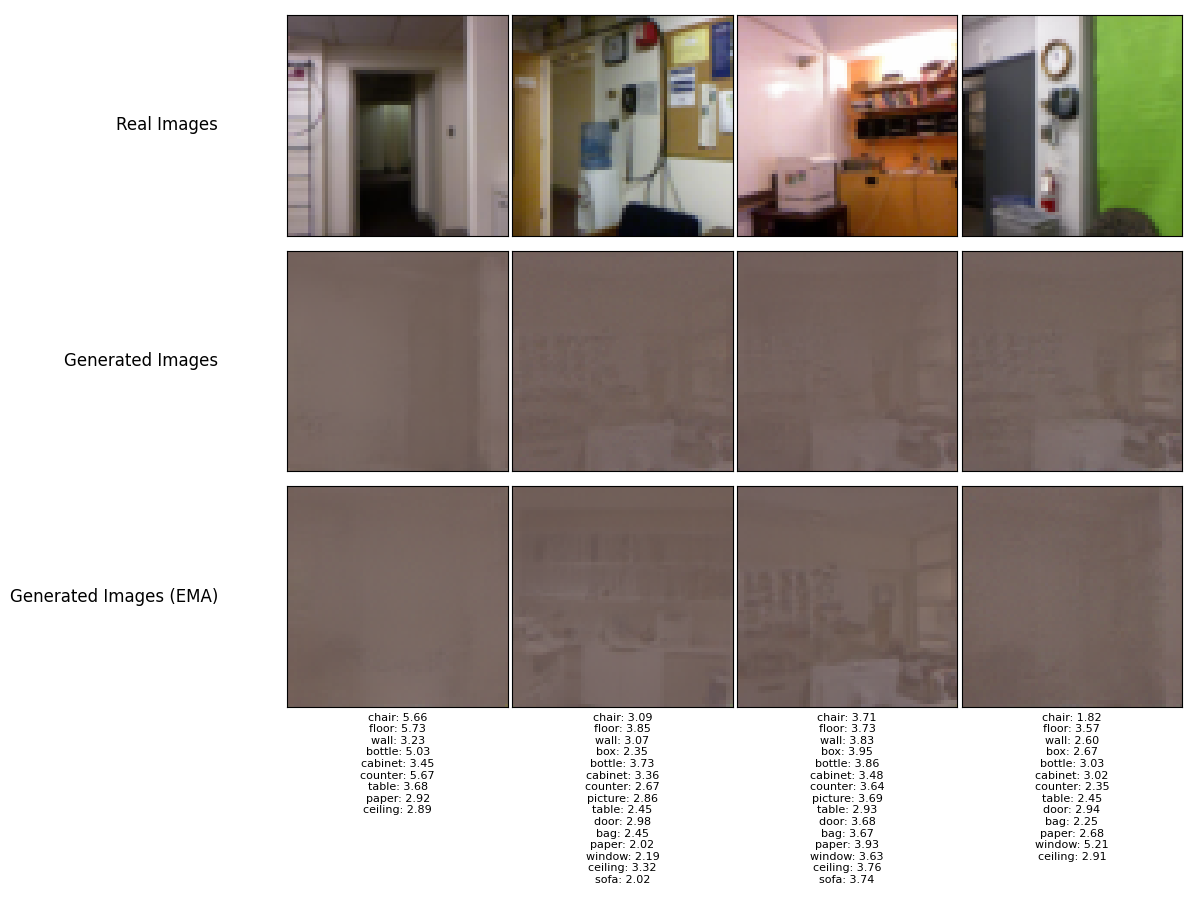 Real Images
Generated Images
Generated Images (EMA)
chair: 5.66
floor: 5.73
wall: 3.23
bottle: 5.03
cabinet: 3.45
counter: 5.67
table: 3.68
paper: 2.92
ceiling: 2.89
chair: 3.09
floor: 3.85
wall: 3.07
box: 2.35
bottle: 3.73
cabinet: 3.36
counter: 2.67
picture: 2.86
table: 2.45
door: 2.98
bag: 2.45
paper: 2.02
window: 2.19
ceiling: 3.32
sofa: 2.02
chair: 3.71
floor: 3.73
wall: 3.83
box: 3.95
bottle: 3.86
cabinet: 3.48
counter: 3.64
picture: 3.69
table: 2.93
door: 3.68
bag: 3.67
paper: 3.93
window: 3.63
ceiling: 3.76
sofa: 3.74
chair: 1.82
floor: 3.57
wall: 2.60
box: 2.67
bottle: 3.03
cabinet: 3.02
counter: 2.35
table: 2.45
door: 2.94
bag: 2.25
paper: 2.68
window: 5.21
ceiling: 2.91